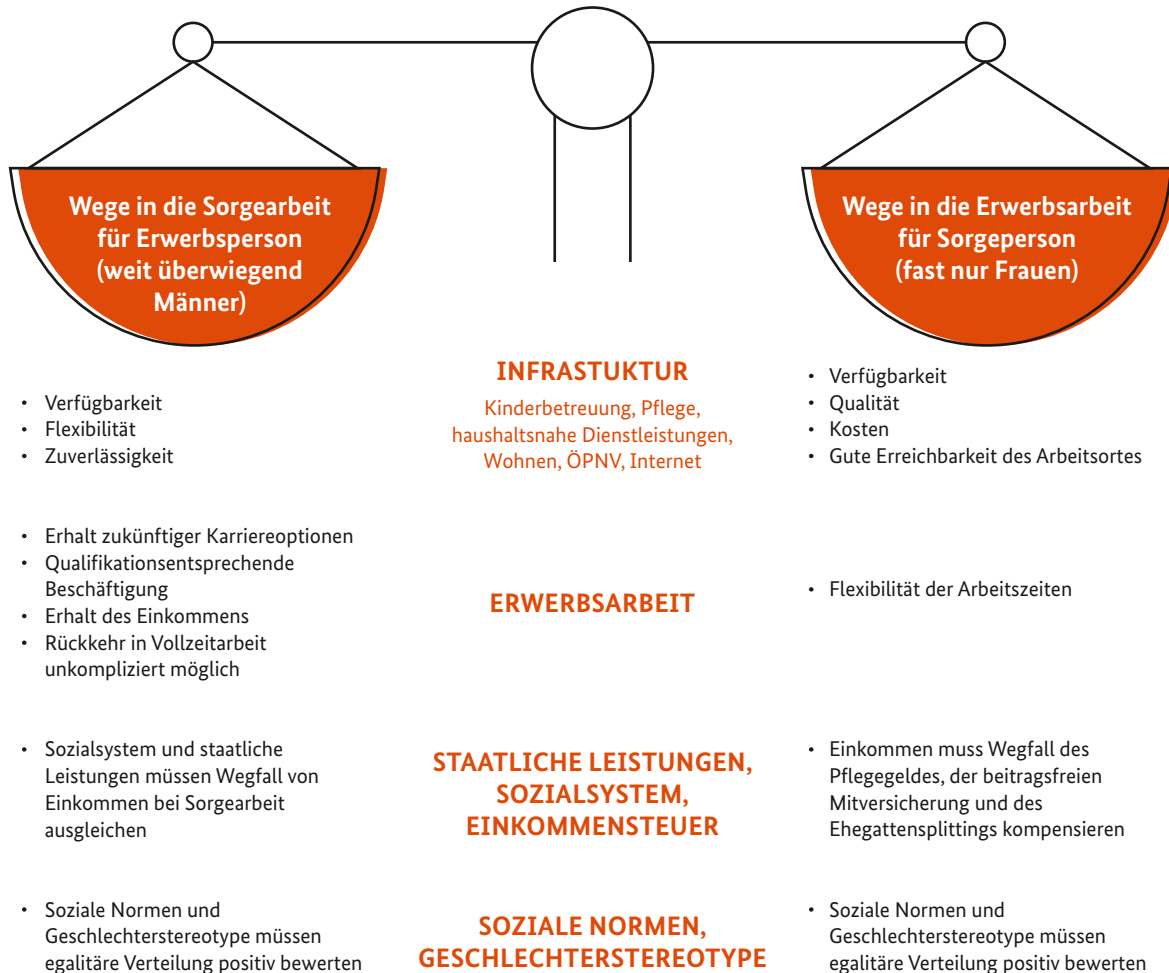 Wege in die Sorgearbeit
für Erwerbsperson
(weit überwiegend
Männer)
Wege in die Erwerbsarbeit
für Sorgeperson
(fast nur Frauen)
• Verfügbarkeit
• Flexibilität
• Zuverlässigkeit
INFRASTUKTUR
Kinderbetreuung, Pflege,
haushaltsnahe Dienstleistungen,
Wohnen, ÖPNV, Internet
• Verfügbarkeit
• Qualität
• Kosten
• Gute Erreichbarkeit des Arbeitsortes
• Erhalt zukünftiger Karriereoptionen
• Qualifikationsentsprechende
Beschäftigung
• Erhalt des Einkommens
• Rückkehr in Vollzeitarbeit
unkompliziert möglich
ERWERBSARBEIT
• Flexibilität der Arbeitszeiten
• Sozialsystem und staatliche
Leistungen müssen Wegfall von
Einkommen bei Sorgearbeit
ausgleichen
STAATLICHE LEISTUNGEN,
SOZIALSYSTEM,
EINKOMMENSTEUER
• Einkommen muss Wegfall des
Pflegegeldes, der beitragsfreien
Mitversicherung und des
Ehegattensplittings kompensieren
• Soziale Normen und
Geschlechterstereotype müssen
egalitäre Verteilung positiv bewerten
SOZIALE NORMEN,
GESCHLECHTERSTEREOTYPE
• Soziale Normen und
Geschlechterstereotype müssen
egalitäre Verteilung positiv bewerten